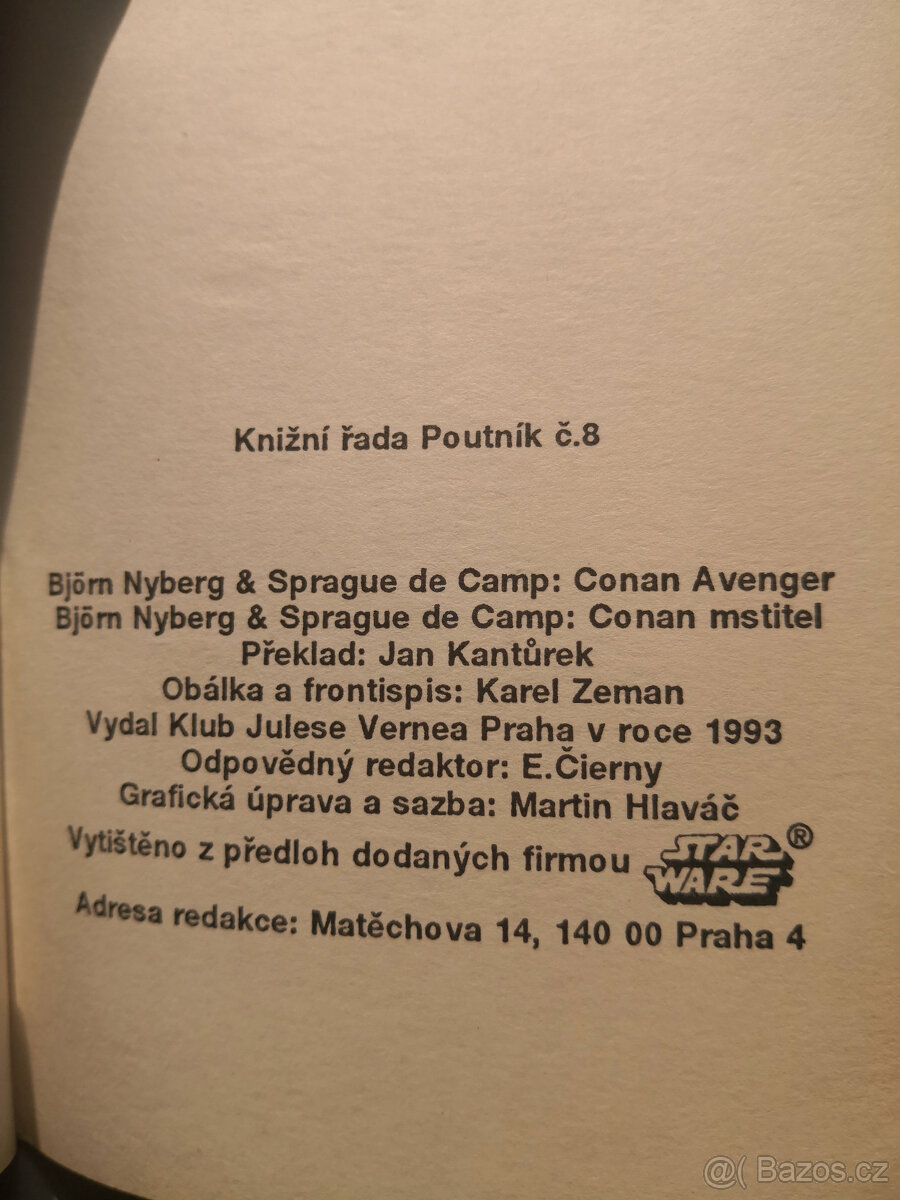 Knižní řada Poutník č.8
Björn Nyberg & Sprague de Camp: Conan Avenger
Björn Nyberg & Sprague de Camp: Conan mstitel
Překlad: Jan Kantůrek
Obálka a frontispis: Karel Zeman
Vydal Klub Julese Vernea Praha v roce 1993
Odpovědný redaktor: E.Čierny
Grafická úprava a sazba: Martin Hlaváč
Vytištěno z předloh dodaných firmou STAR WARE ®
Adresa redakce: Matěchova 14, 140 00 Praha 4
@( Bazos.cz